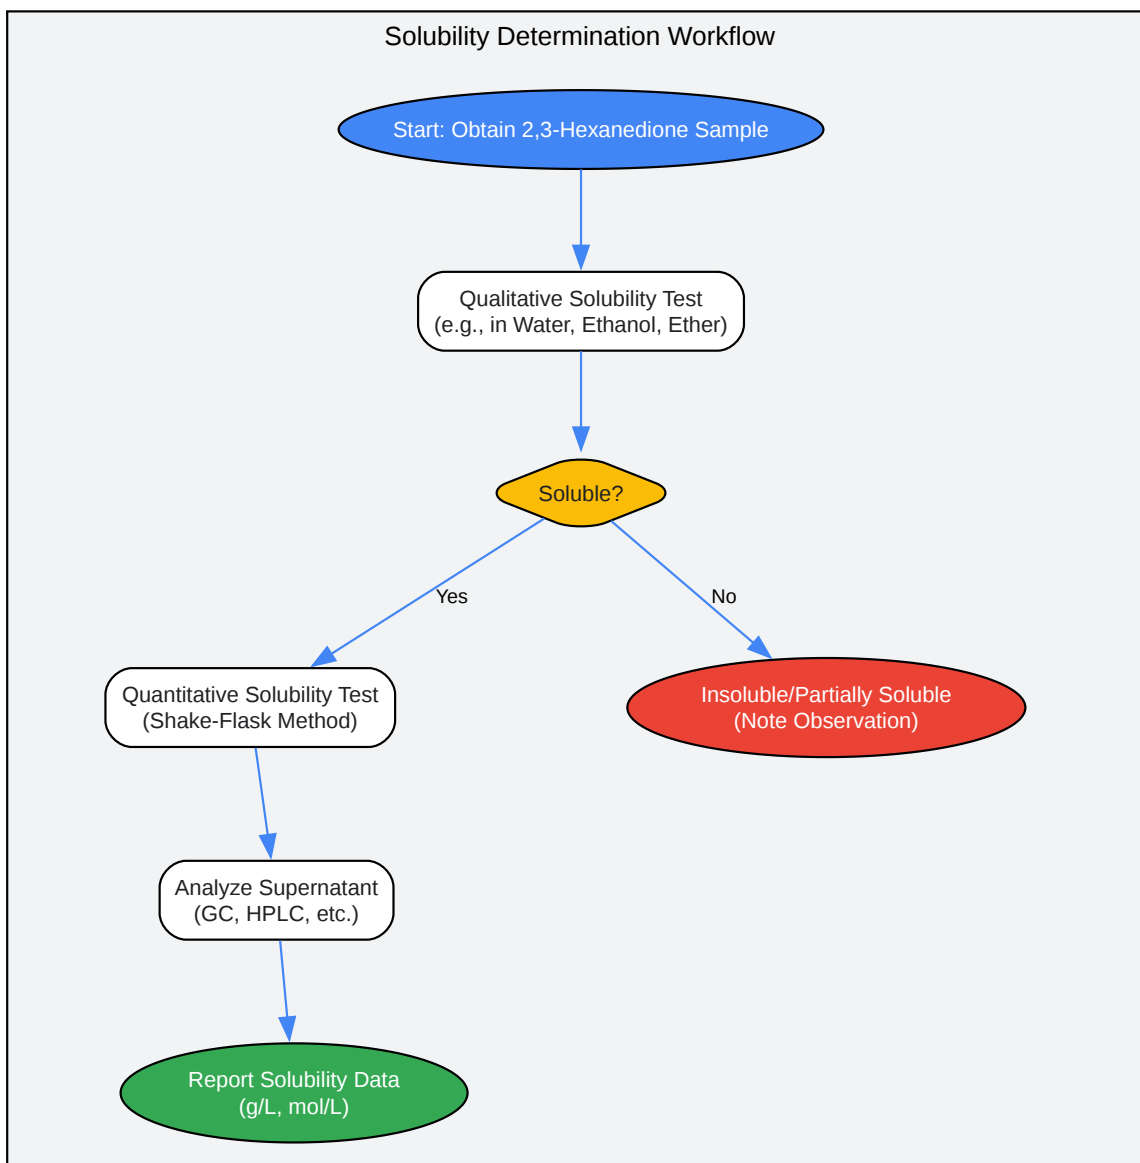 Solubility Determination Workflow
Start: Obtain 2,3-Hexanedione Sample
Qualitative Solubility Test
(e.g., in Water, Ethanol, Ether)
Soluble?
Yes
No
Quantitative Solubility Test
(Shake-Flask Method)
Insoluble/Partially Soluble
(Note Observation)
Analyze Supernatant
(GC, HPLC, etc.)
Report Solubility Data
(g/L, mol/L)